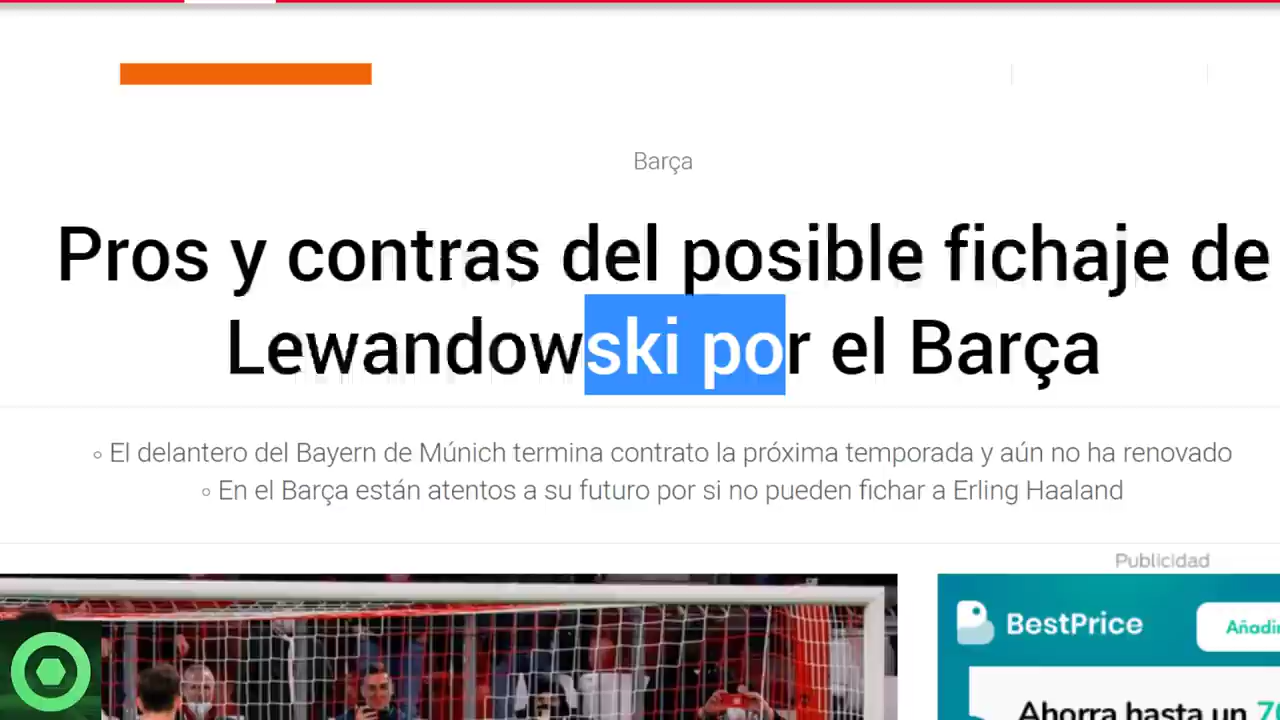 Barça
Pros y contras del posible fichaje de
Lewandowski por el Barça
El delantero del Bayern de Múnich termina contrato la próxima temporada y aún no ha renovado
En el Barça están atentos a su futuro por si no pueden fichar a Erling Haaland
Publicidad
BestPrice
Ahorra hasta un